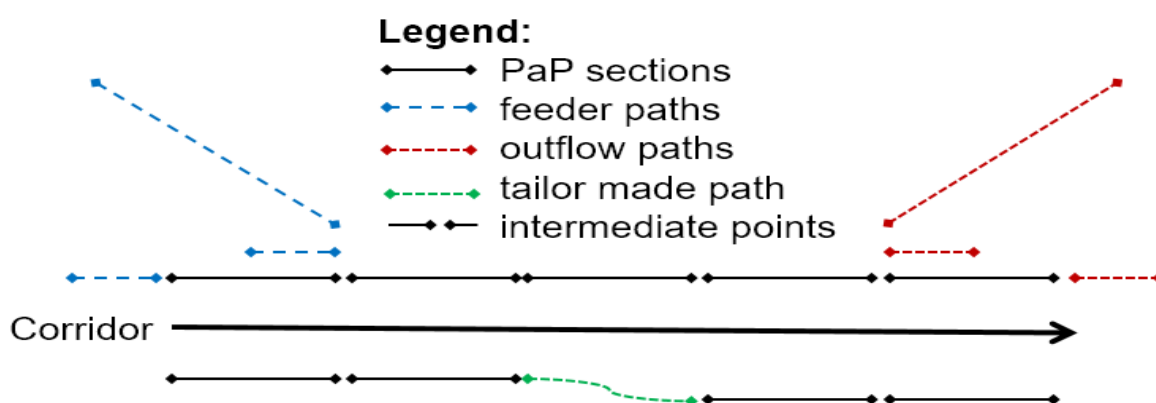 Legend:
PaP sections
feeder paths
outflow paths
tailor made path
intermediate points
Corridor